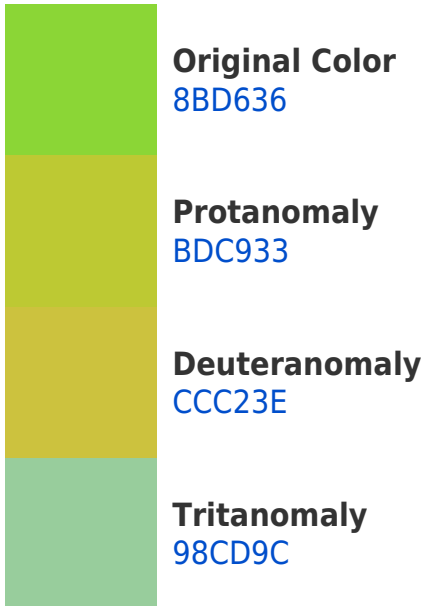 Original Color
8BD636
Protanomaly
BDC933
Deuteranomaly
CCC23E
Tritanomaly
98CD9C